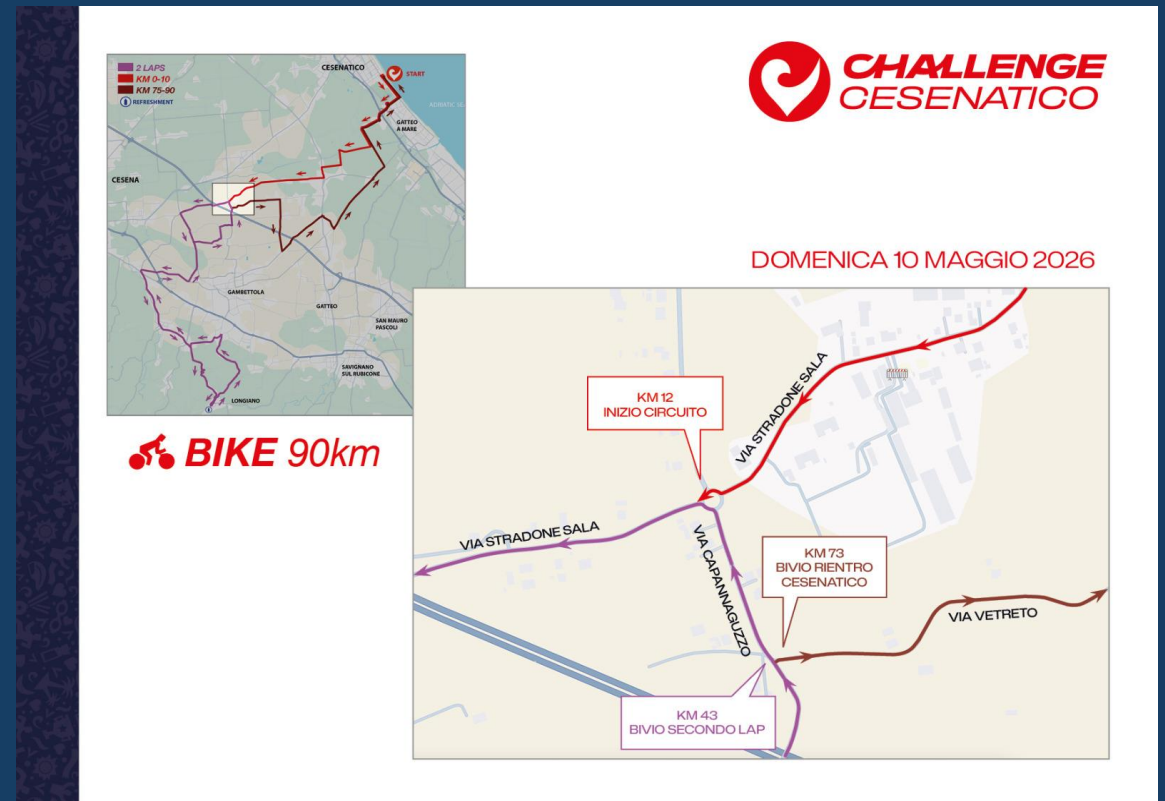 2 LAPS
KM 0-10
KM 75-90
REFRESHMENT
CESENATICO
START
GATTEO
A MARE
CESENA
GAMBETTOLA
GATTEO
SAN MAURO
PASCOLI
SAVIGNANO
SUL RUBICONE
LONGIANO
BIKE 90km
CHALLENGE
CESENATICO
DOMENICA 10 MAGGIO 2026
KM 12
INIZIO CIRCUITO
VIA STRADONE SALA
VIA STRADONE SALA
VIA CAPANNAGUZZO
KM 73
BIVIO RIENTRO
CESENATICO
VIA VETRETO
KM 43
BIVIO SECONDO LAP